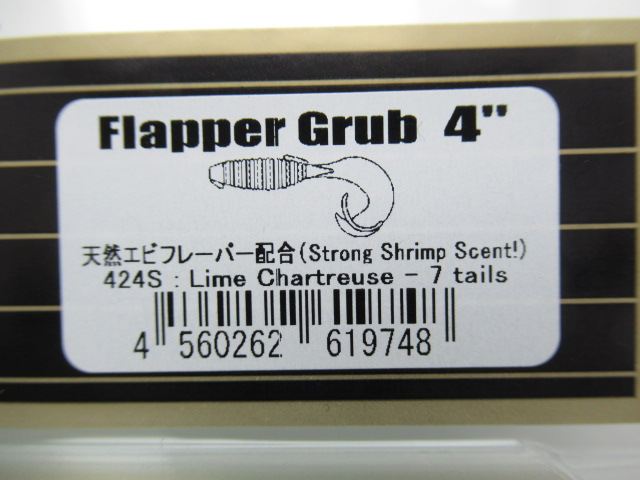 Flapper Grub 4"
天然エビフレーバー配合(Strong Shrimp Scent!)
424S : Lime Chartreuse - 7 tails
4 560262 619748